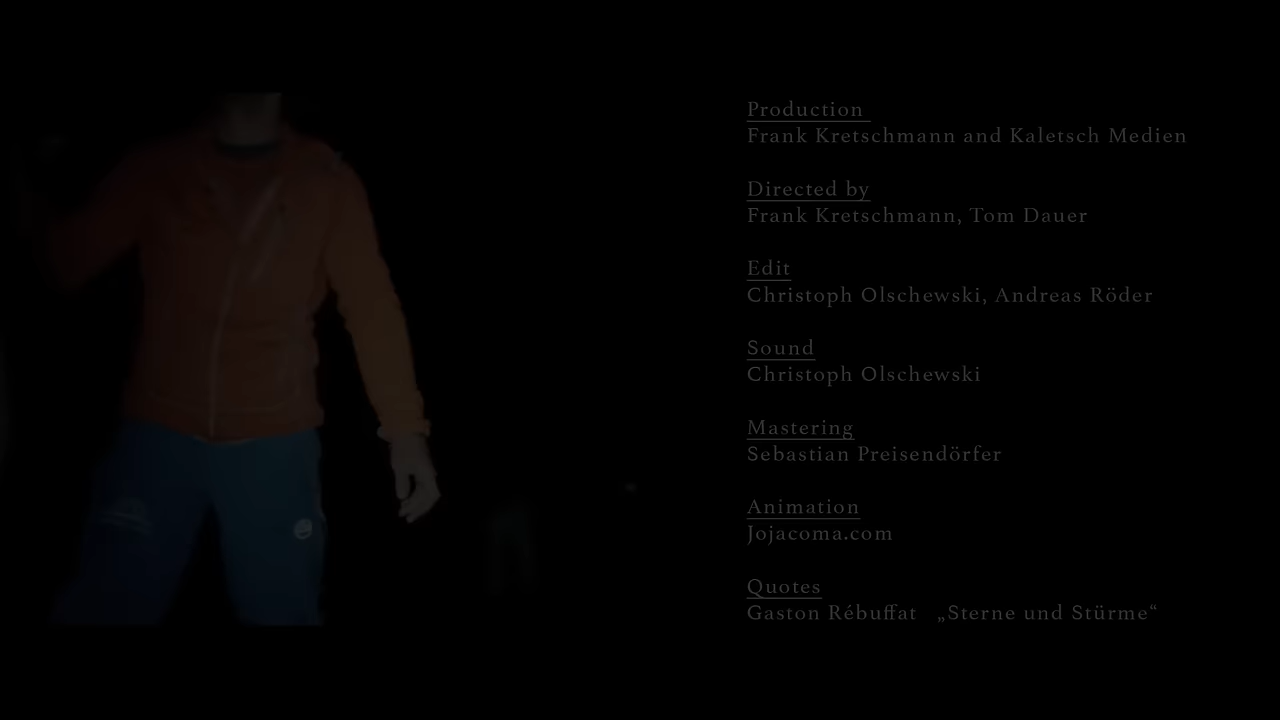 Production
Frank Kretschmann and Kaletsch Medien
Directed by
Frank Kretschmann, Tom Dauer
Edit
Christoph Olschewski, Andreas Röder
Sound
Christoph Olschewski
Mastering
Sebastian Preisendörfer
Animation
Jojacoma.com
Quotes
Gaston Rébuffat „Sterne und Stürme“